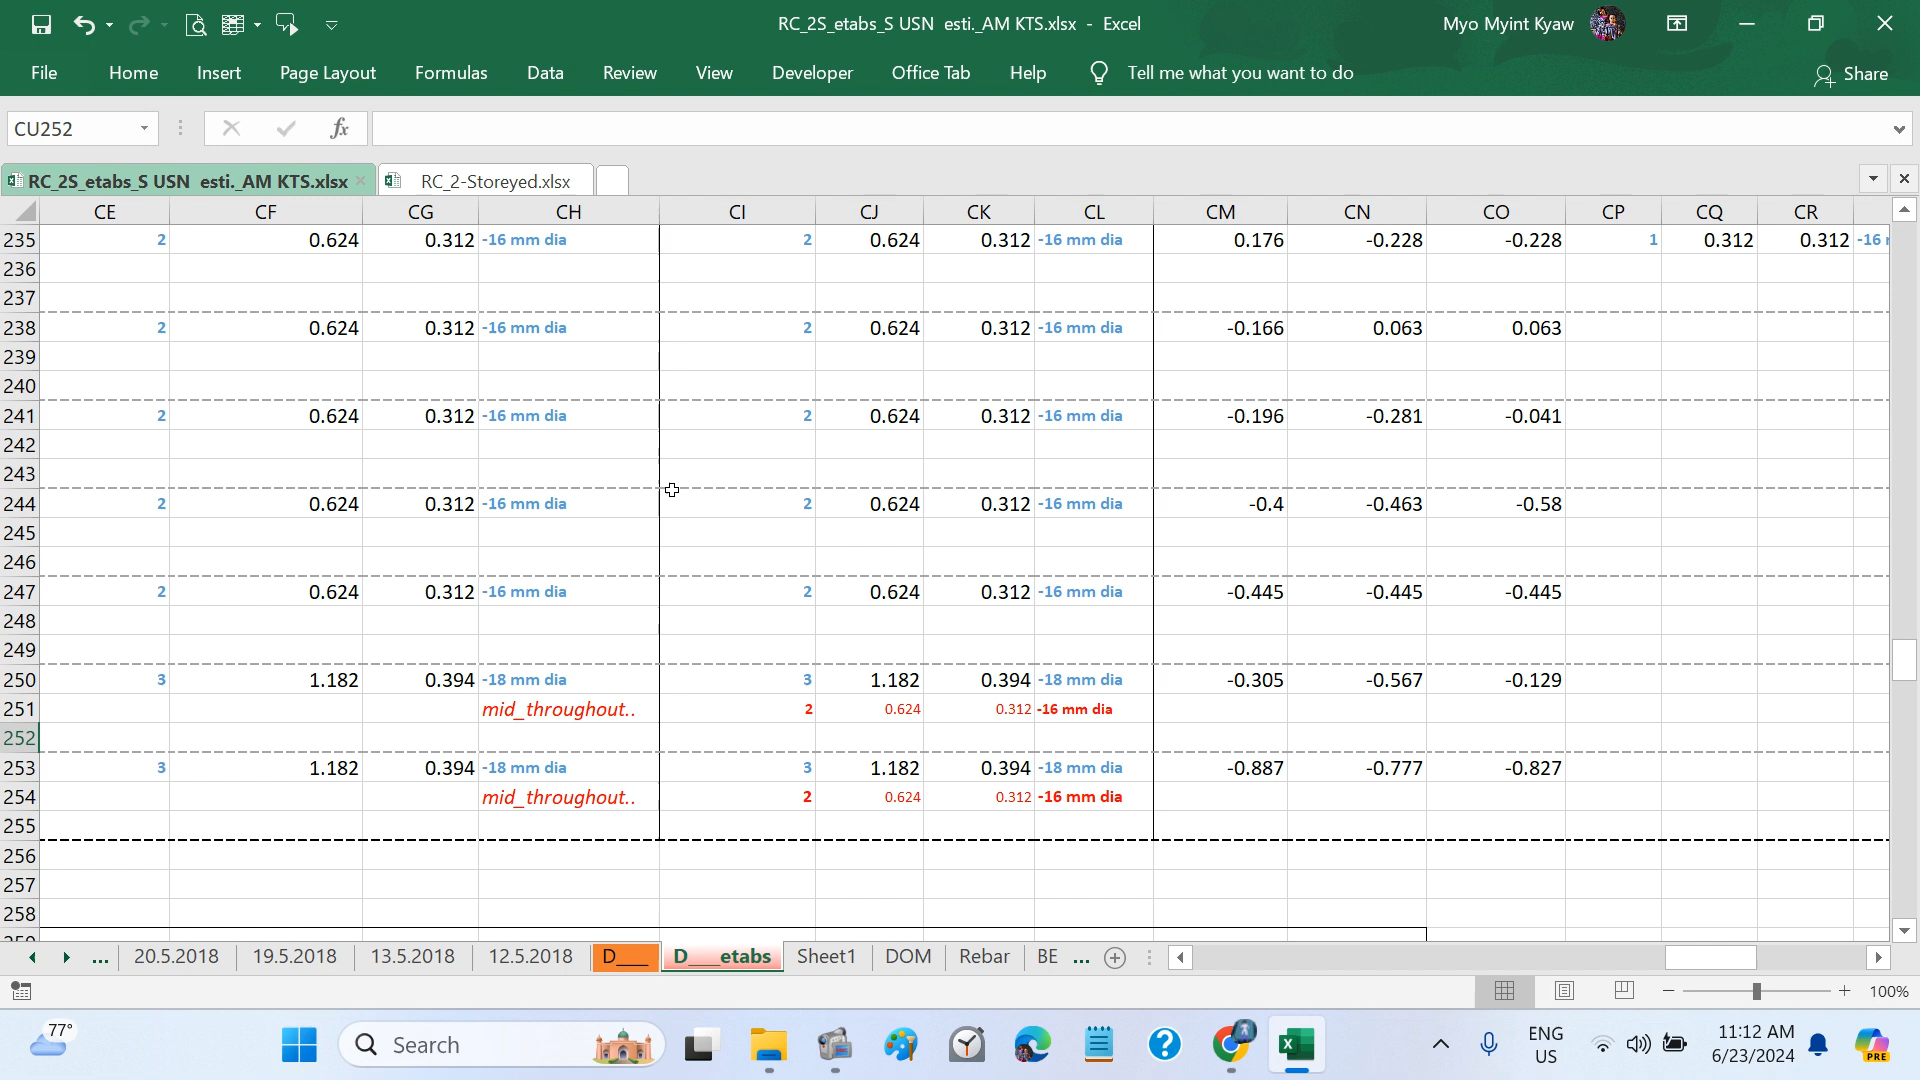 RC_2S_etabs_S USN esti._AM KTS.xlsx - Excel
Myo Myint Kyaw
File Home Insert Page Layout Formulas Data Review View Developer Office Tab Help Tell me what you want to do Share
CU252 fx
RC_2S_etabs_S USN esti._AM KTS.xlsx RC_2-Storeyed.xlsx
CE CF CG CH CI CJ CK CL CM CN CO CP CQ CR
235 2 0.624 0.312 -16 mm dia 2 0.624 0.312 -16 mm dia 0.176 -0.228 -0.228 1 0.312 0.312 -16
236
237
238 2 0.624 0.312 -16 mm dia 2 0.624 0.312 -16 mm dia -0.166 0.063 0.063
239
240
241 2 0.624 0.312 -16 mm dia 2 0.624 0.312 -16 mm dia -0.196 -0.281 -0.041
242
243
244 2 0.624 0.312 -16 mm dia 2 0.624 0.312 -16 mm dia -0.4 -0.463 -0.58
245
246
247 2 0.624 0.312 -16 mm dia 2 0.624 0.312 -16 mm dia -0.445 -0.445 -0.445
248
249
250 3 1.182 0.394 -18 mm dia 3 1.182 0.394 -18 mm dia -0.305 -0.567 -0.129
251 mid_throughout.. 2 0.624 0.312 -16 mm dia
252
253 3 1.182 0.394 -18 mm dia 3 1.182 0.394 -18 mm dia -0.887 -0.777 -0.827
254 mid_throughout.. 2 0.624 0.312 -16 mm dia
255
256
257
258
... 20.5.2018 19.5.2018 13.5.2018 12.5.2018 D___ D___etabs Sheet1 DOM Rebar BE ...
100%
77° Search ENG US 11:12 AM 6/23/2024 PRE